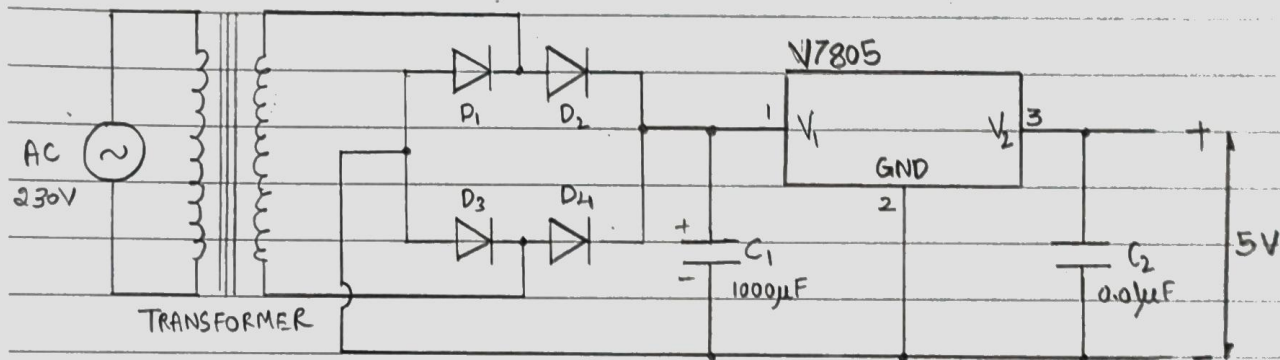 V7805
D1
D2
1
V1
V2
3
+
AC
GND
230V
2
D3
D4
+
C1
5V
-
C2
1000μF
0.01μF
TRANSFORMER
-